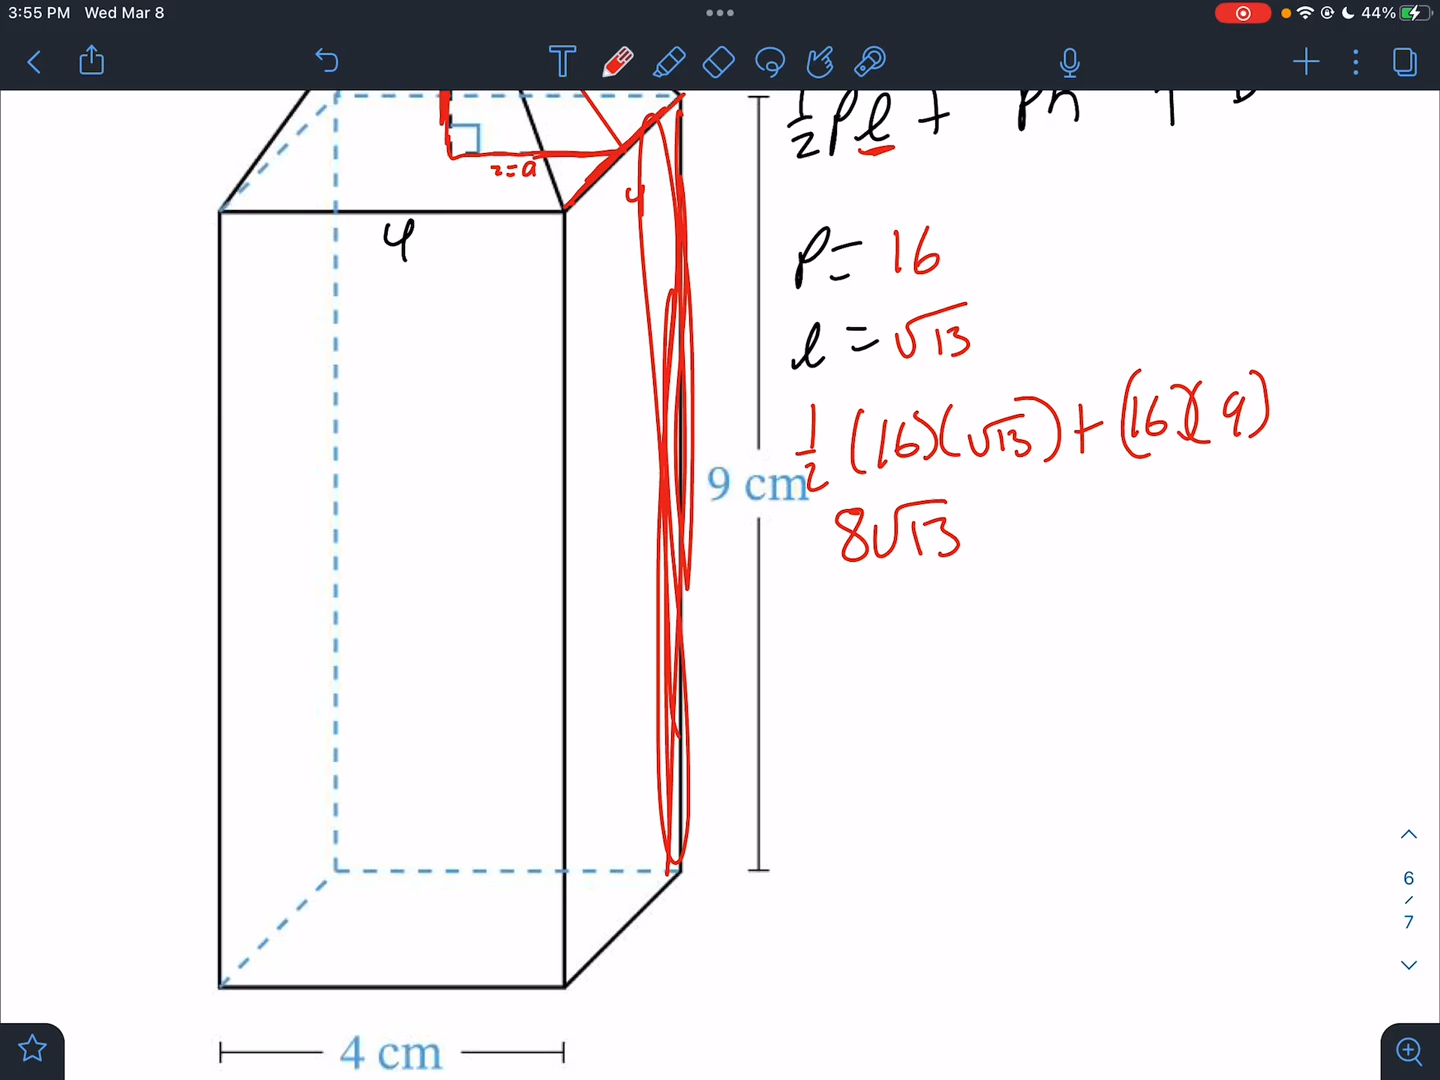 3:55 PM Wed Mar 8
44%
T
2=a
4
4
P= 16
l = √13
1/2 (16)(√13)+(16)(9)
8√13
9 cm
4 cm
6
/
7